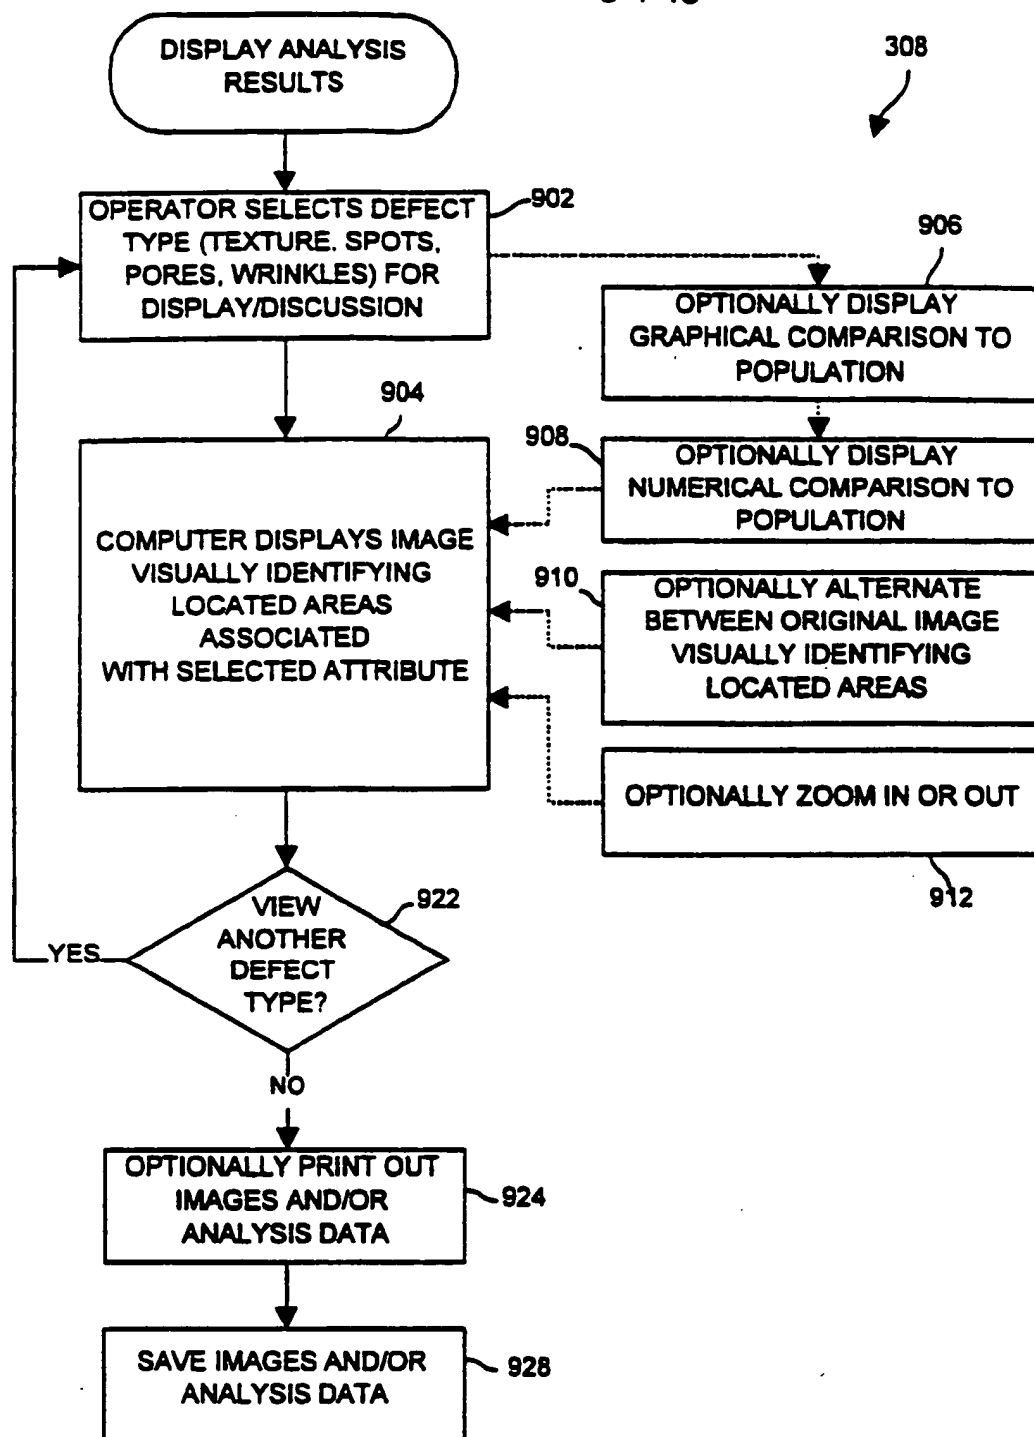 308
DISPLAY ANALYSIS
RESULTS
902
OPERATOR SELECTS DEFECT
TYPE (TEXTURE. SPOTS,
PORES, WRINKLES) FOR
DISPLAY/DISCUSSION
906
OPTIONALLY DISPLAY
GRAPHICAL COMPARISON TO
POPULATION
904
COMPUTER DISPLAYS IMAGE
VISUALLY IDENTIFYING
LOCATED AREAS
ASSOCIATED
WITH SELECTED ATTRIBUTE
908
OPTIONALLY DISPLAY
NUMERICAL COMPARISON TO
POPULATION
910
OPTIONALLY ALTERNATE
BETWEEN ORIGINAL IMAGE
VISUALLY IDENTIFYING
LOCATED AREAS
OPTIONALLY ZOOM IN OR OUT
912
VIEW
ANOTHER
DEFECT
TYPE?
922
YES
NO
OPTIONALLY PRINT OUT
IMAGES AND/OR
ANALYSIS DATA
924
SAVE IMAGES AND/OR
ANALYSIS DATA
928